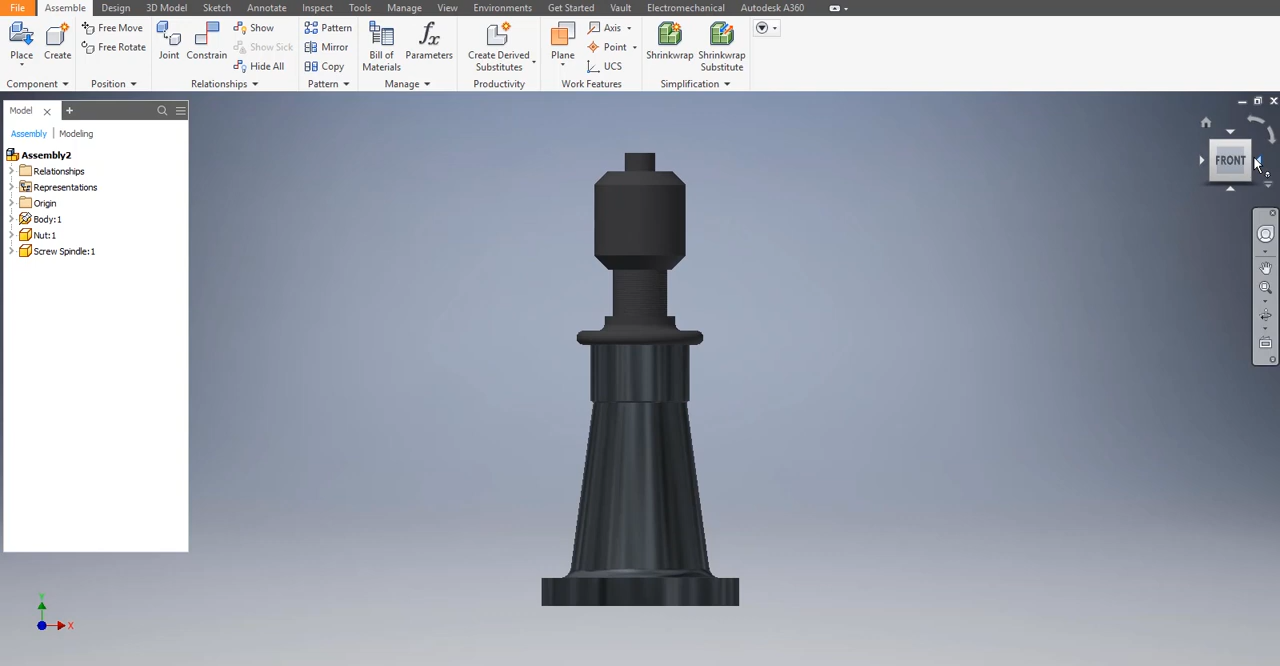 File Assemble Design 3D Model Sketch Annotate Inspect Tools Manage View Environments Get Started Vault Electromechanical Autodesk A360
Place Create Free Move Joint Constrain Show Pattern Bill of Materials Parameters Create Derived Substitutes Plane Axis Shrinkwrap Shrinkwrap Substitute
Free Rotate Show Sick Mirror Point
Hide All Copy UCS
Component Position Relationships Pattern Manage Productivity Work Features Simplification
Model
Assembly Modeling
Assembly2
Relationships
Representations
Origin
Body:1
Nut:1
Screw Spindle:1
FRONT
Y
X